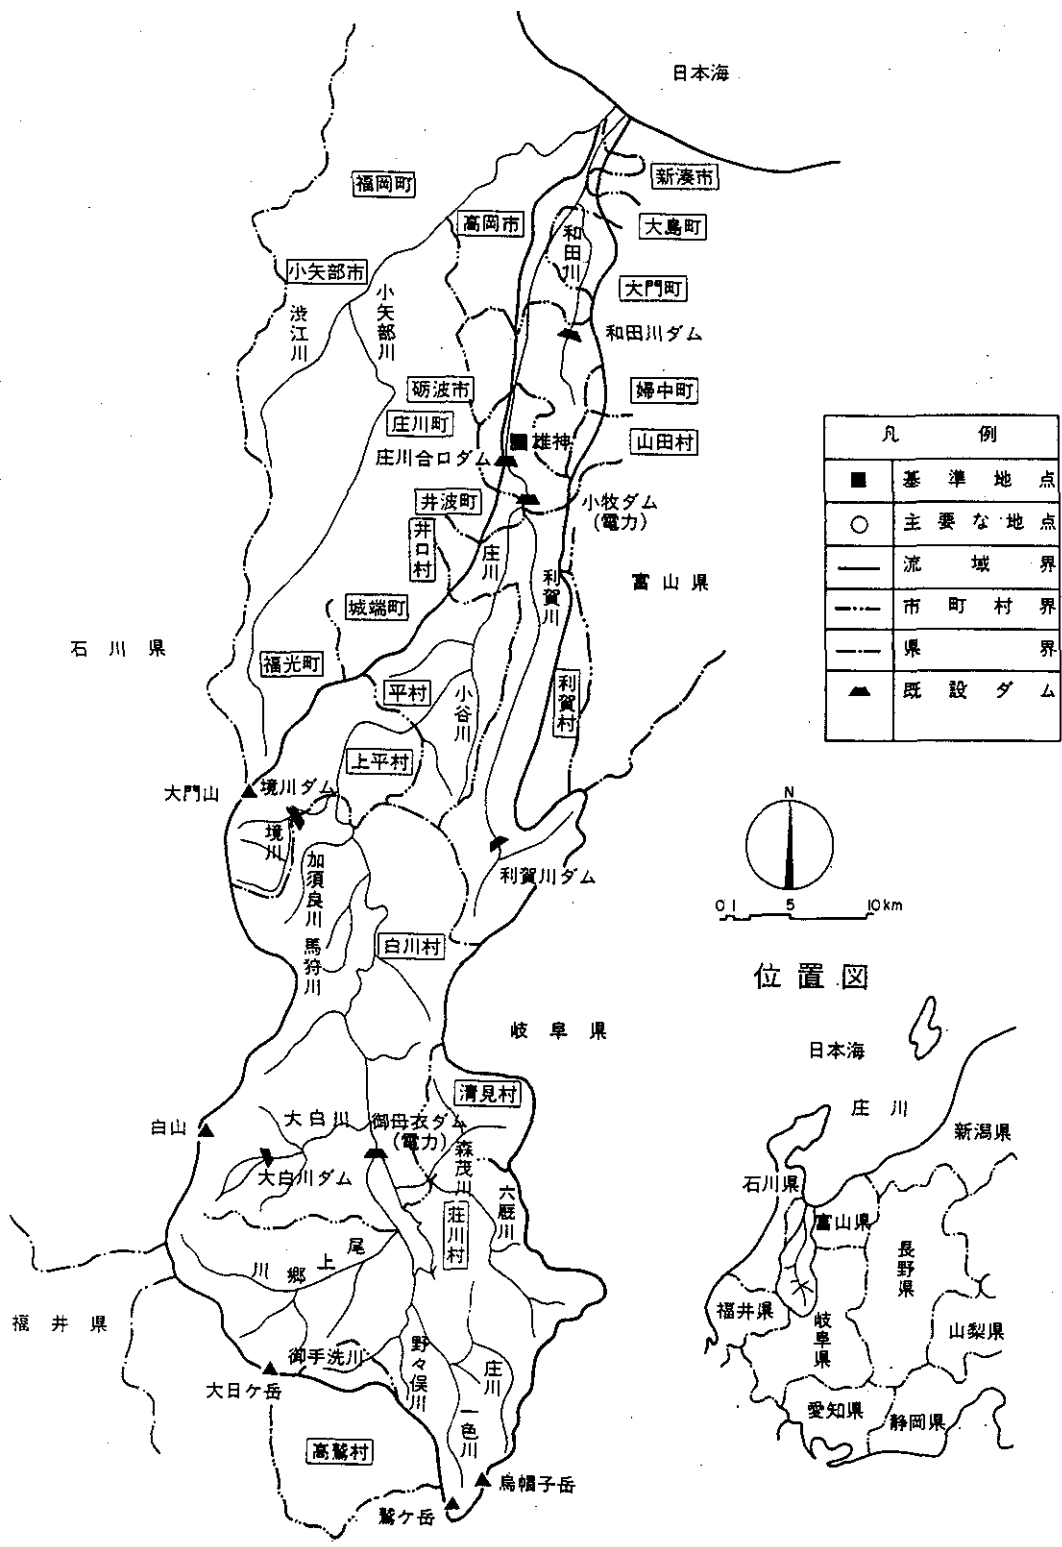 日本海
福岡町
高岡市
新湊市
大島町
和田川
小矢部市
大門町
渋江川
小矢部川
和田川ダム
砺波市
婦中町
庄川町
雄神
山田村
庄川合口ダム
井波町
小牧ダム
(電力)
井口村
庄川
利賀川
富山県
城端町
石川県
福光町
平村
小谷川
利賀村
上平村
大門山
境川ダム
境川
加須良川
利賀川ダム
馬狩川
白川村
岐阜県
清見村
大白川
御母衣ダム
(電力)
白山
森茂川
大白川ダム
六厩川
荘川村
尾上郷川
福井県
御手洗川
野々俣川
庄川
大日ケ岳
一色川
高鷲村
烏帽子岳
鷲ケ岳
凡例
基準地点
主要な地点
流域界
市町村界
県界
既設ダム
N
0 1 5 10km
位置図
日本海
庄川
新潟県
石川県
富山県
長野県
福井県
岐阜県
山梨県
愛知県
静岡県